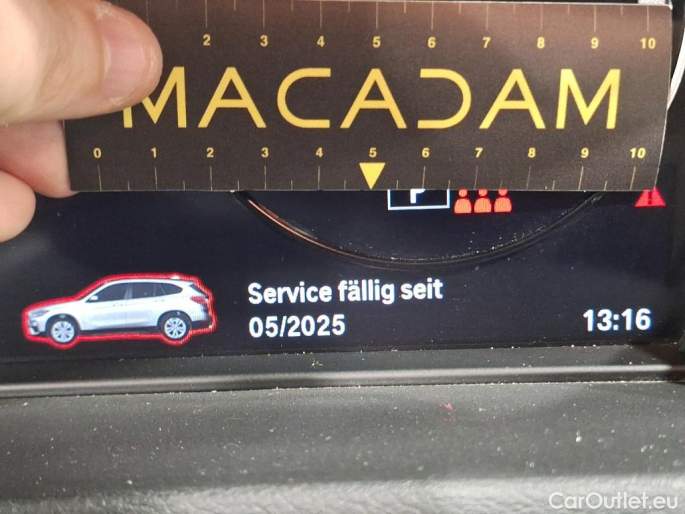 2 3 4 5 6 7 8 9 10
MACADAM
0 1 2 3 4 5 6 7 8 9 10
P
Service fällig seit
05/2025
13:16
CarOutlet.eu